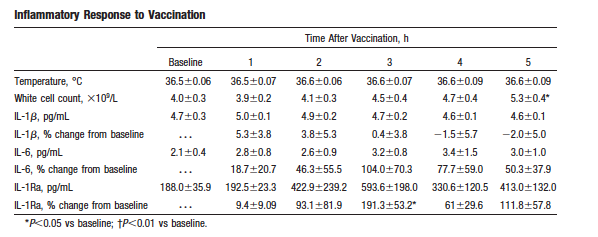 Inflammatory Response to Vaccination
Time After Vaccination, h
Baseline 1 2 3 4 5
Temperature, °C 36.5±0.06 36.5±0.07 36.6±0.06 36.6±0.07 36.6±0.09 36.6±0.09
White cell count, ×10⁹/L 4.0±0.3 3.9±0.2 4.1±0.3 4.5±0.4 4.7±0.4 5.3±0.4*
IL-1β, pg/mL 4.7±0.3 5.0±0.1 4.9±0.2 4.7±0.2 4.6±0.1 4.6±0.1
IL-1β, % change from baseline ... 5.3±3.8 3.8±5.3 0.4±3.8 −1.5±5.7 −2.0±5.0
IL-6, pg/mL 2.1±0.4 2.8±0.8 2.6±0.9 3.2±0.8 3.4±1.5 3.0±1.0
IL-6, % change from baseline ... 18.7±20.7 46.3±55.5 104.0±70.3 77.7±59.0 50.3±37.9
IL-1Ra, pg/mL 188.0±35.9 192.5±23.3 422.9±239.2 593.6±198.0 330.6±120.5 413.0±132.0
IL-1Ra, % change from baseline ... 9.4±9.09 93.1±81.9 191.3±53.2* 61±29.6 111.8±57.8
*P<0.05 vs baseline; †P<0.01 vs baseline.